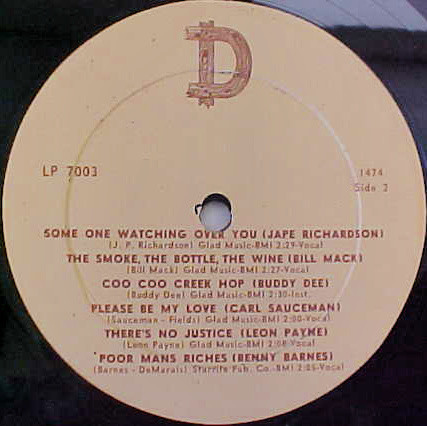 D
LP 7003
1474
Side 2
SOME ONE WATCHING OVER YOU (JAPE RICHARDSON)
(J. P. Richardson) Glad Music-BMI 2:29-Vocal
THE SMOKE, THE BOTTLE, THE WINE (BILL MACK)
(Bill Mack) Glad Music-BMI 2:27-Vocal
COO COO CREEK HOP (BUDDY DEE)
(Buddy Dee) Glad Music-BMI 2:30-Inst.
PLEASE BE MY LOVE (CARL SAUCEMAN)
(Sauceman - Fields) Glad Music-BMI 2:00-Vocal
THERE'S NO JUSTICE (LEON PAYNE)
(Leon Payne) Glad Music-BMI 2:08-Vocal
POOR MANS RICHES (BENNY BARNES)
(Barnes - DeMarais) Starrite Pub. Co.-BMI 2:05-Vocal